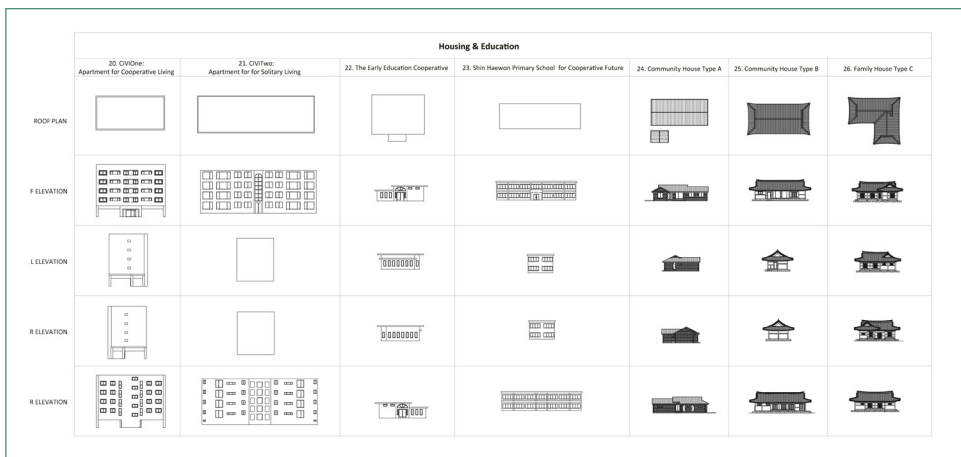 Housing & Education
20. CIVIOne:
Apartment for Cooperative Living
21. CIVITwo:
Apartment for for Solitary Living
22. The Early Education Cooperative
23. Shin Haewon Primary School for Cooperative Future
24. Community House Type A
25. Community House Type B
26. Family House Type C
ROOF PLAN
F ELEVATION
L ELEVATION
R ELEVATION
R ELEVATION